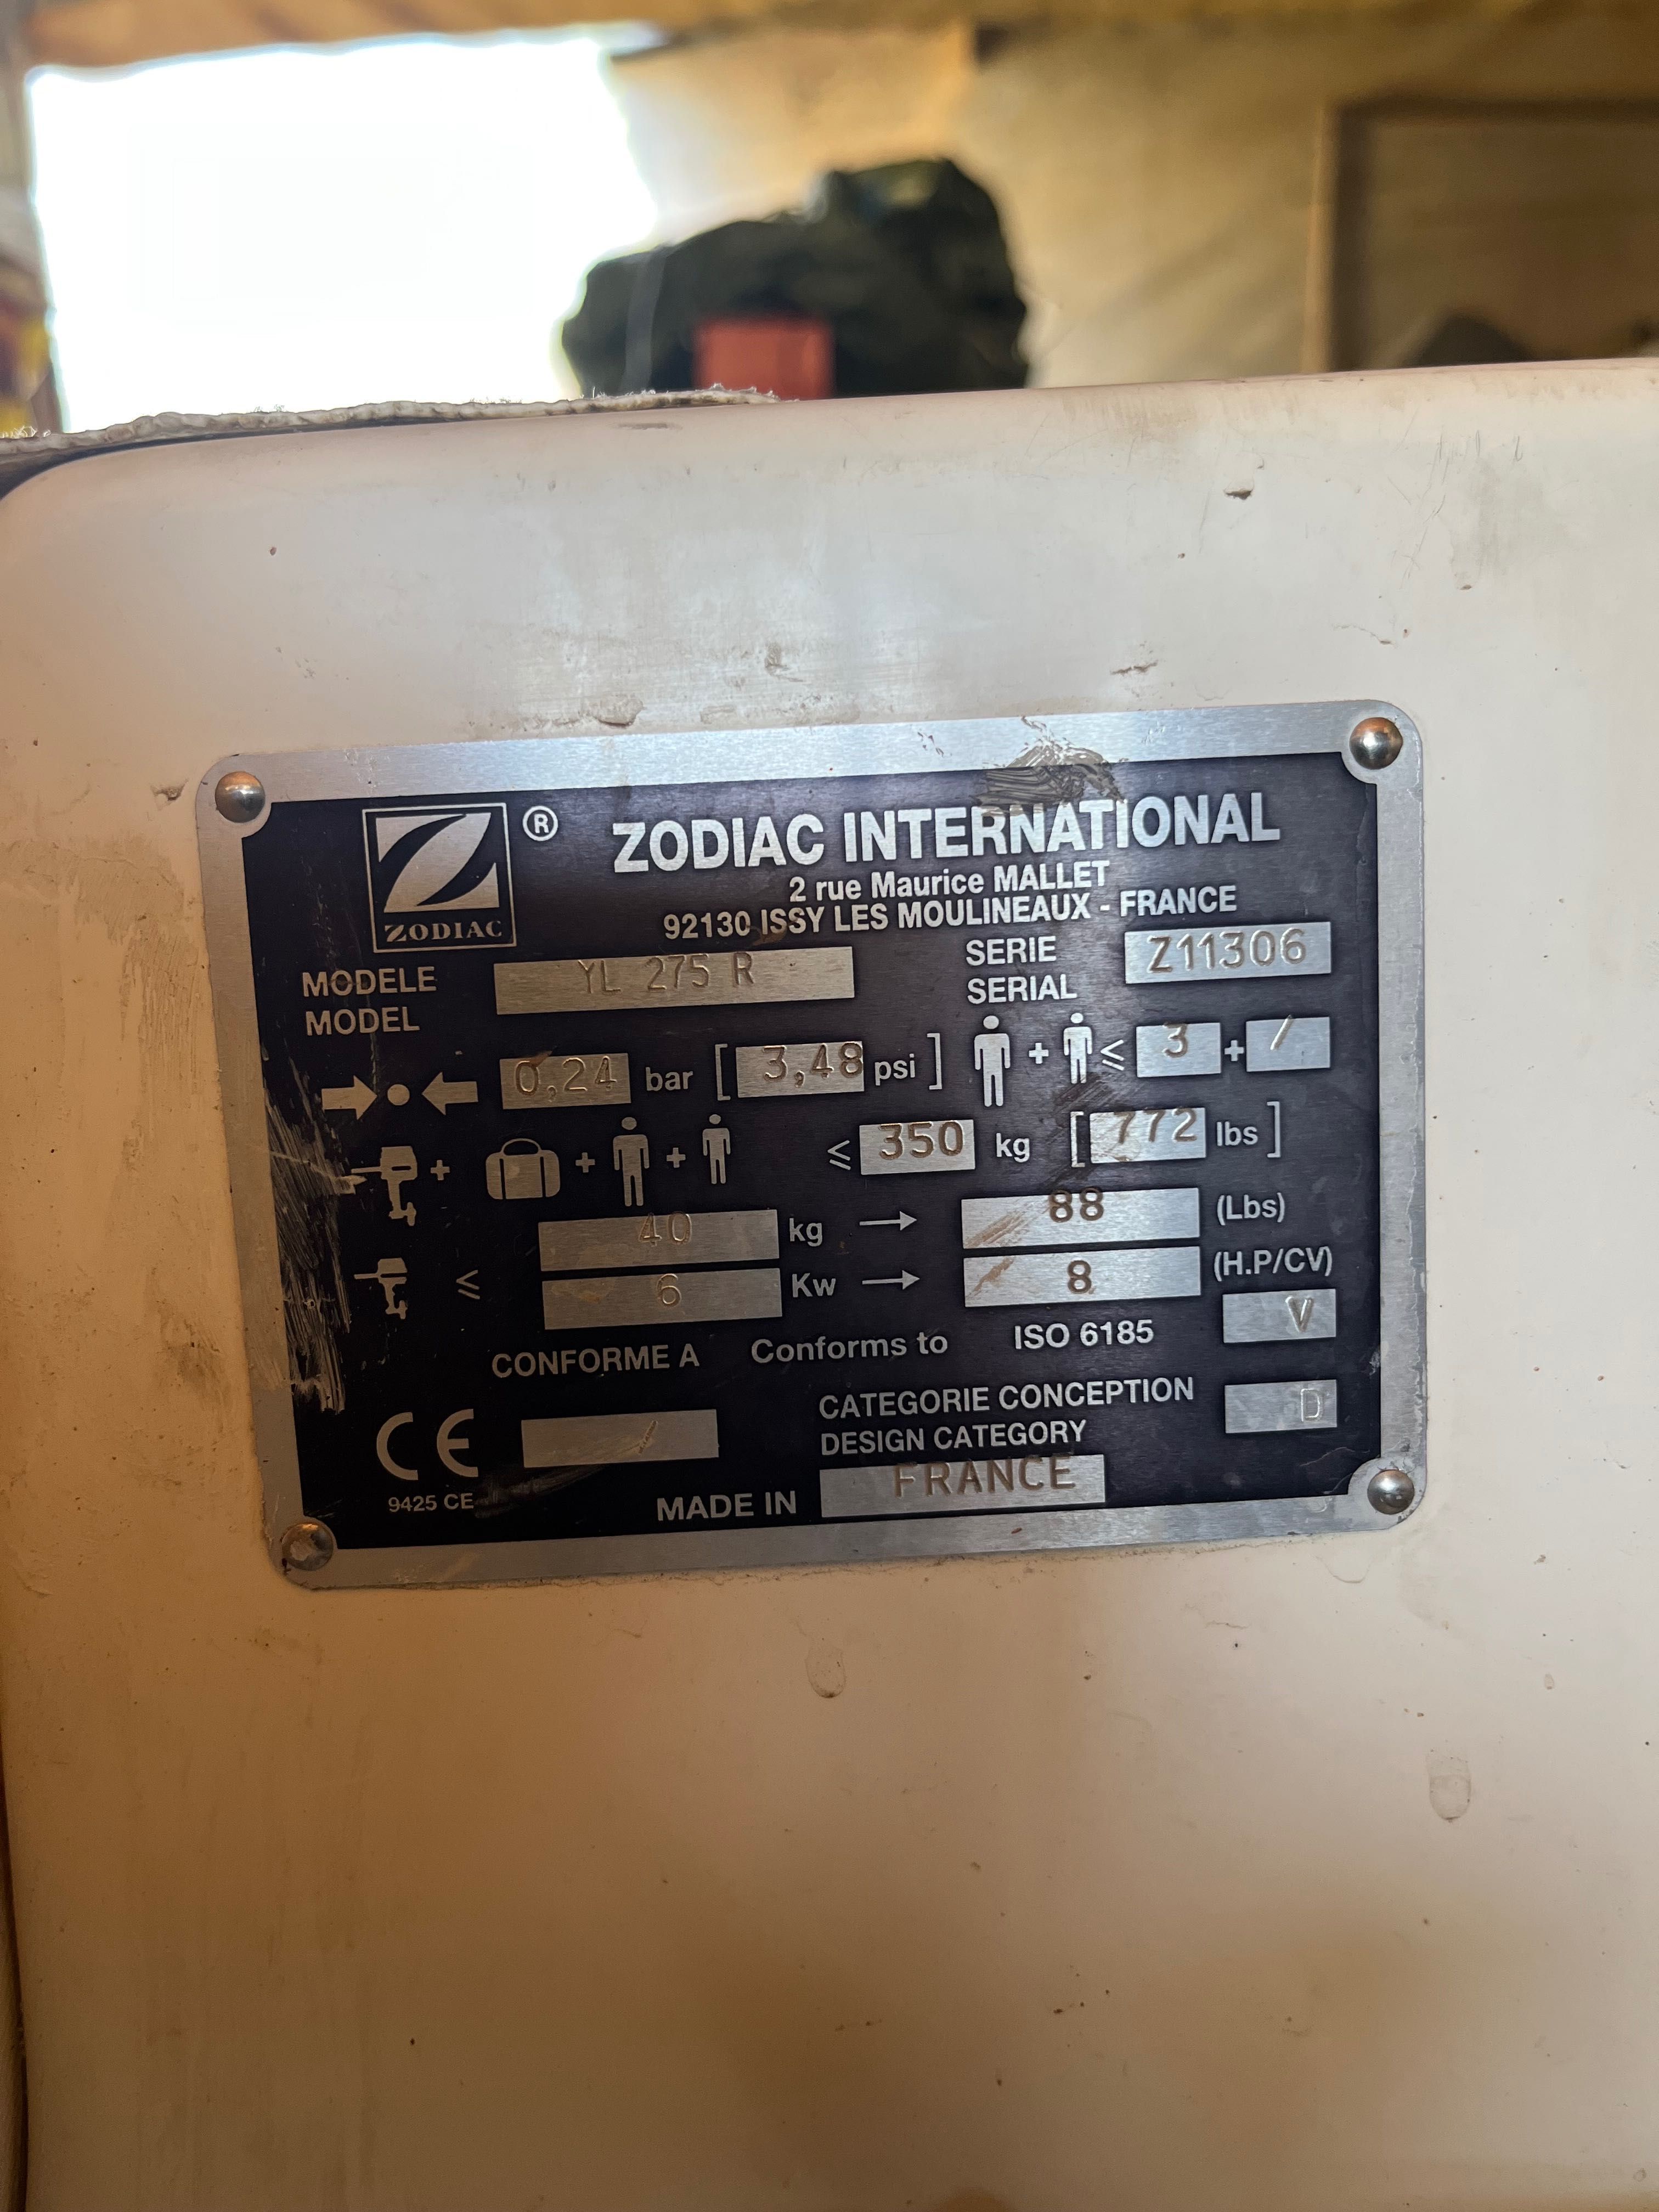 ® ZODIAC INTERNATIONAL
2 rue Maurice MALLET
ZODIAC 92130 ISSY LES MOULINEAUX - FRANCE
MODELE YL 275 R SERIE Z11306
MODEL SERIAL
0,24 bar [ 3,48 psi ] + ≤ 3 + /
+ + + ≤ 350 kg [ 772 lbs ]
40 kg → 88 (Lbs)
≤ 6 Kw → 8 (H.P/CV)
CONFORME A Conforms to ISO 6185 V
CATEGORIE CONCEPTION D
CE / DESIGN CATEGORY
9425 CE MADE IN FRANCE